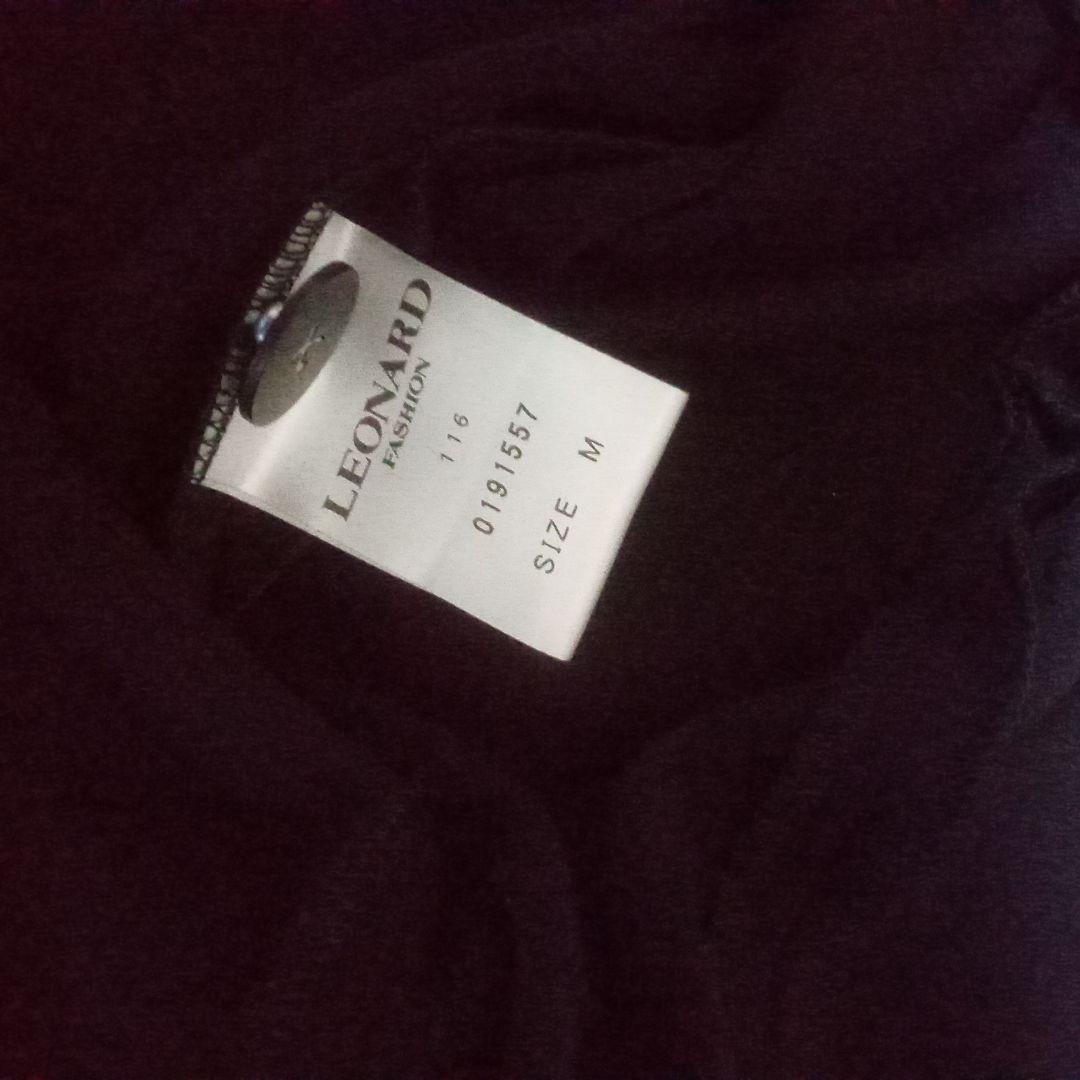 LEONARD
FASHION
116
0191557
SIZE M